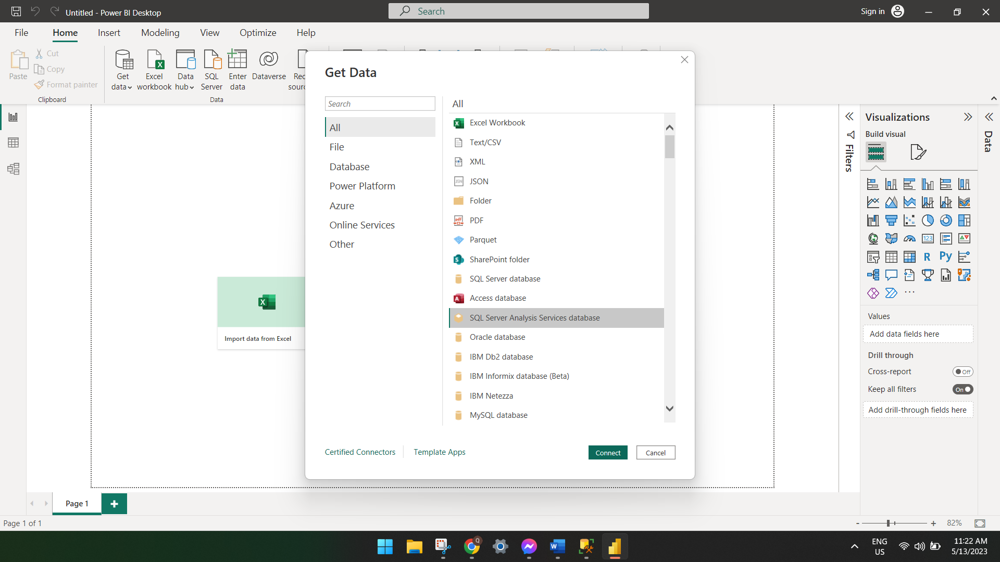 Untitled - Power BI Desktop
Search
Sign in
File
Home
Insert
Modeling
View
Optimize
Help
Paste
Cut
Copy
Format painter
Clipboard
Get data
Excel workbook
Data hub
SQL Server
Enter data
Dataverse
Data
Get Data
Search
All
File
Database
Power Platform
Azure
Online Services
Other
All
Excel Workbook
Text/CSV
XML
JSON
Folder
PDF
Parquet
SharePoint folder
SQL Server database
Access database
SQL Server Analysis Services database
Oracle database
IBM Db2 database
IBM Informix database (Beta)
IBM Netezza
MySQL database
Certified Connectors
Template Apps
Connect
Cancel
Import data from Excel
Filters
Visualizations
Build visual
123
R
Py
Values
Add data fields here
Drill through
Cross-report
Off
Keep all filters
On
Add drill-through fields here
Data
Page 1
Page 1 of 1
- + 82%
ENG
US
11:22 AM
5/13/2023